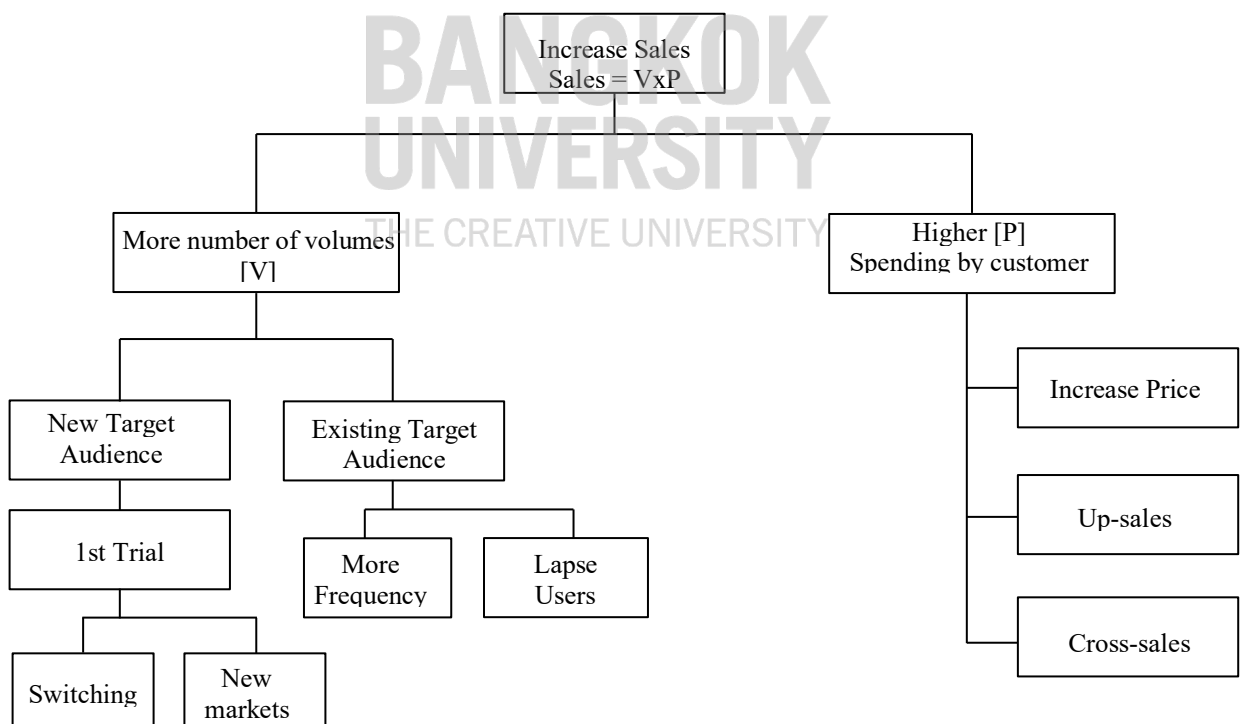 BANGKOK
UNIVERSITY
THE CREATIVE UNIVERSITY
Increase Sales
Sales = VxP
More number of volumes
[V]
Higher [P]
Spending by customer
New Target
Audience
Existing Target
Audience
1st Trial
More
Frequency
Lapse
Users
Switching
New
markets
Increase Price
Up-sales
Cross-sales